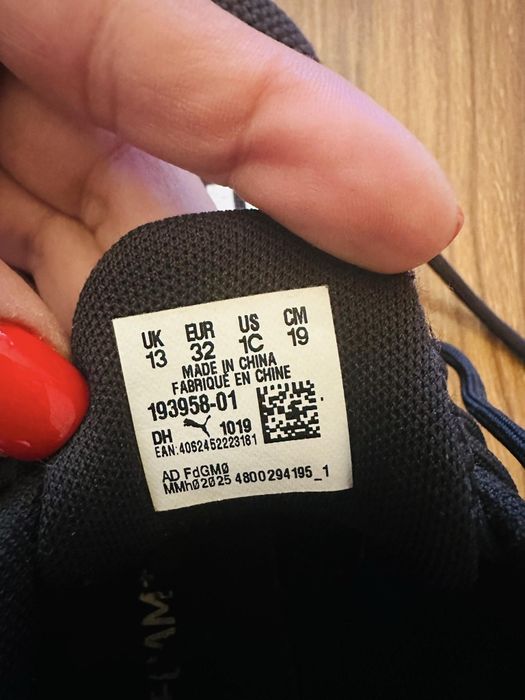 UK EUR US CM
13 32 1C 19
MADE IN CHINA
FABRIQUÉ EN CHINE
193958-01
DH 1019
EAN:4062452223181
AD FdGM0
MMh02025 4800294195_1